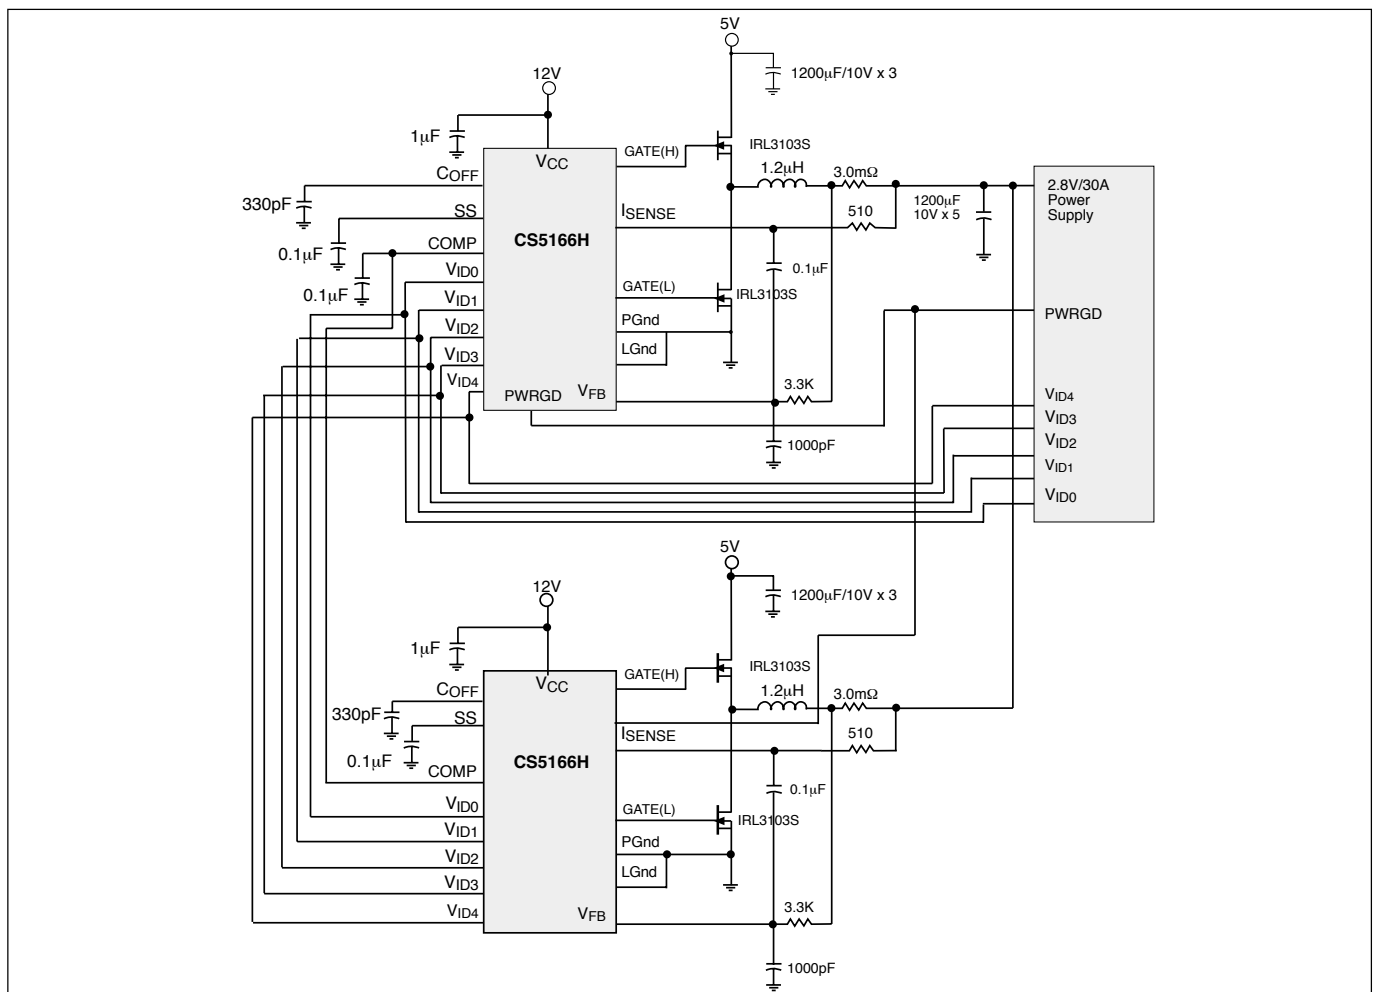 5V
1200µF/10V x 3
12V
1µF
VCC
GATE(H)
IRL3103S
1.2µH
3.0mΩ
COFF
330pF
SS
0.1µF
COMP
0.1µF
ISENSE
510
CS5166H
0.1µF
1200µF
10V x 5
2.8V/30A
Power
Supply
VID0
VID1
VID2
VID3
VID4
GATE(L)
IRL3103S
PGnd
LGnd
PWRGD
VFB
3.3K
1000pF
PWRGD
VID4
VID3
VID2
VID1
VID0
5V
1200µF/10V x 3
12V
1µF
VCC
GATE(H)
IRL3103S
1.2µH
3.0mΩ
COFF
330pF
SS
0.1µF
ISENSE
510
CS5166H
COMP
0.1µF
VID0
VID1
VID2
VID3
VID4
GATE(L)
IRL3103S
PGnd
LGnd
VFB
3.3K
1000pF